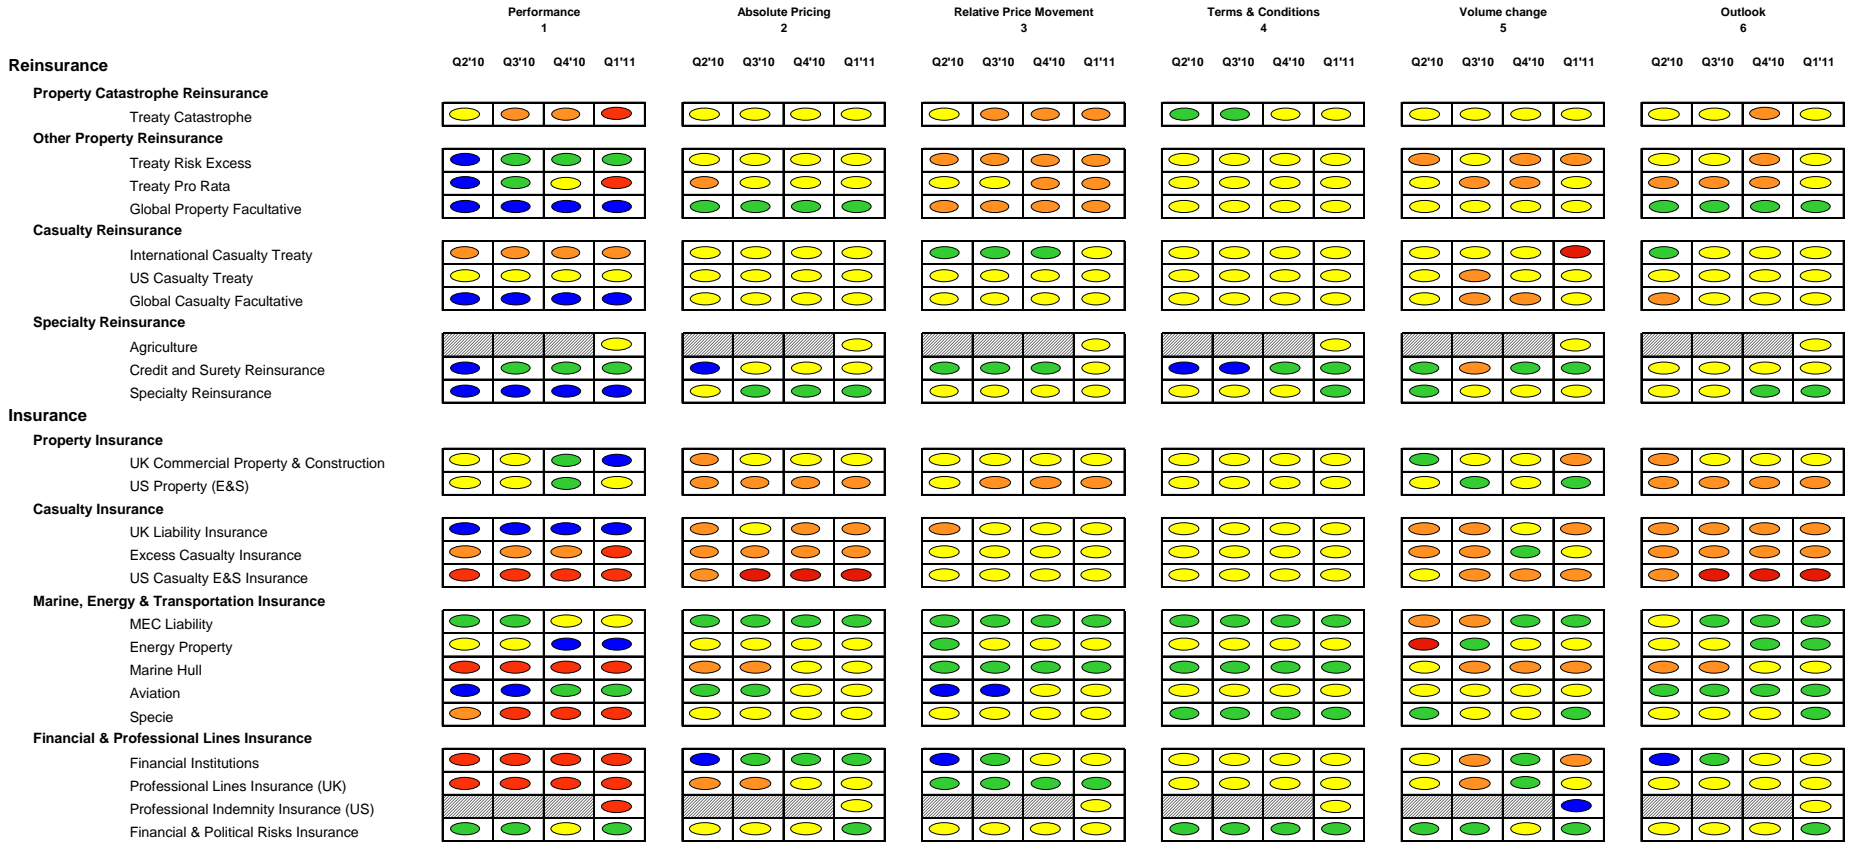 Performance Absolute Pricing Relative Price Movement Terms & Conditions Volume change Outlook
1 2 3 4 5 6
Reinsurance Q2'10 Q3'10 Q4'10 Q1'11 Q2'10 Q3'10 Q4'10 Q1'11 Q2'10 Q3'10 Q4'10 Q1'11 Q2'10 Q3'10 Q4'10 Q1'11 Q2'10 Q3'10 Q4'10 Q1'11 Q2'10 Q3'10 Q4'10 Q1'11
Property Catastrophe Reinsurance
Treaty Catastrophe
Other Property Reinsurance
Treaty Risk Excess
Treaty Pro Rata
Global Property Facultative
Casualty Reinsurance
International Casualty Treaty
US Casualty Treaty
Global Casualty Facultative
Specialty Reinsurance
Agriculture
Credit and Surety Reinsurance
Specialty Reinsurance
Insurance
Property Insurance
UK Commercial Property & Construction
US Property (E&S)
Casualty Insurance
UK Liability Insurance
Excess Casualty Insurance
US Casualty E&S Insurance
Marine, Energy & Transportation Insurance
MEC Liability
Energy Property
Marine Hull
Aviation
Specie
Financial & Professional Lines Insurance
Financial Institutions
Professional Lines Insurance (UK)
Professional Indemnity Insurance (US)
Financial & Political Risks Insurance